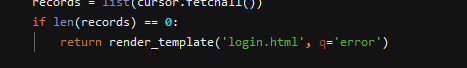 records = list(cursor.fetchall())
if len(records) == 0:
return render_template('login.html', q='error')